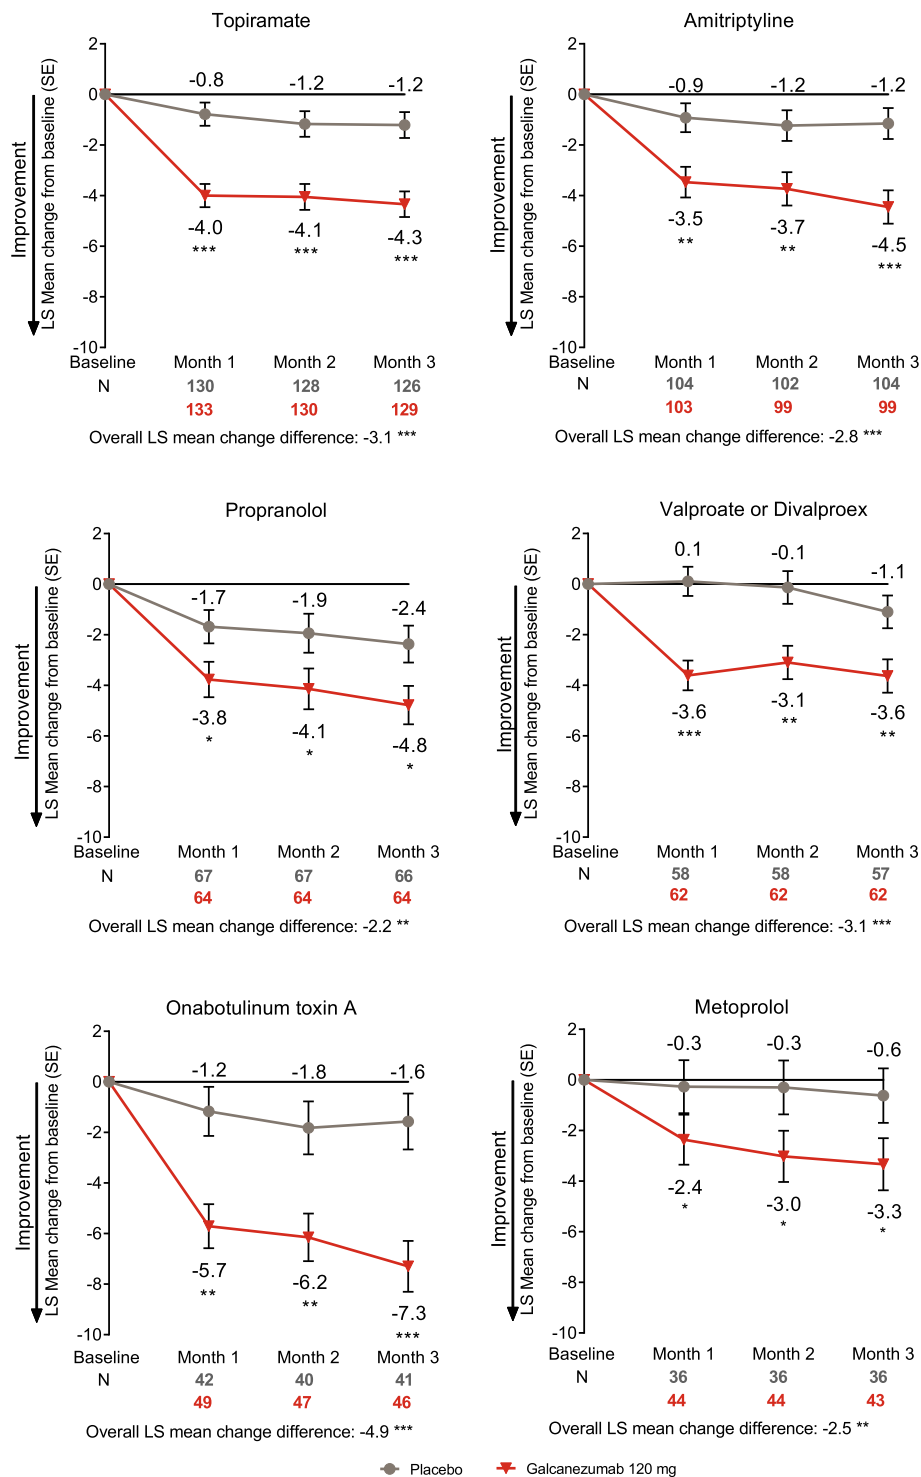 Topiramate
2
0
-2
-4
-6
-8
-10
Improvement
LS Mean change from baseline (SE)
-0.8 -1.2 -1.2
-4.0 -4.1 -4.3
*** *** ***
Baseline Month 1 Month 2 Month 3
N 130 128 126
133 130 129
Overall LS mean change difference: -3.1 ***
Amitriptyline
2
0
-2
-4
-6
-8
-10
Improvement
LS Mean change from baseline (SE)
-0.9 -1.2 -1.2
-3.5 -3.7 -4.5
** ** ***
Baseline Month 1 Month 2 Month 3
N 104 102 104
103 99 99
Overall LS mean change difference: -2.8 ***
Propranolol
2
0
-2
-4
-6
-8
-10
Improvement
LS Mean change from baseline (SE)
-1.7 -1.9 -2.4
-3.8 -4.1 -4.8
* * *
Baseline Month 1 Month 2 Month 3
N 67 67 66
64 64 64
Overall LS mean change difference: -2.2 **
Valproate or Divalproex
2
0
-2
-4
-6
-8
-10
Improvement
LS Mean change from baseline (SE)
0.1 -0.1 -1.1
-3.6 -3.1 -3.6
*** ** **
Baseline Month 1 Month 2 Month 3
N 58 58 57
62 62 62
Overall LS mean change difference: -3.1 ***
Onabotulinum toxin A
2
0
-2
-4
-6
-8
-10
Improvement
LS Mean change from baseline (SE)
-1.2 -1.8 -1.6
-5.7 -6.2 -7.3
** ** ***
Baseline Month 1 Month 2 Month 3
N 42 40 41
49 47 46
Overall LS mean change difference: -4.9 ***
Metoprolol
2
0
-2
-4
-6
-8
-10
Improvement
LS Mean change from baseline (SE)
-0.3 -0.3 -0.6
-2.4 -3.0 -3.3
* * *
Baseline Month 1 Month 2 Month 3
N 36 36 36
44 44 43
Overall LS mean change difference: -2.5 **
Placebo Galcanezumab 120 mg